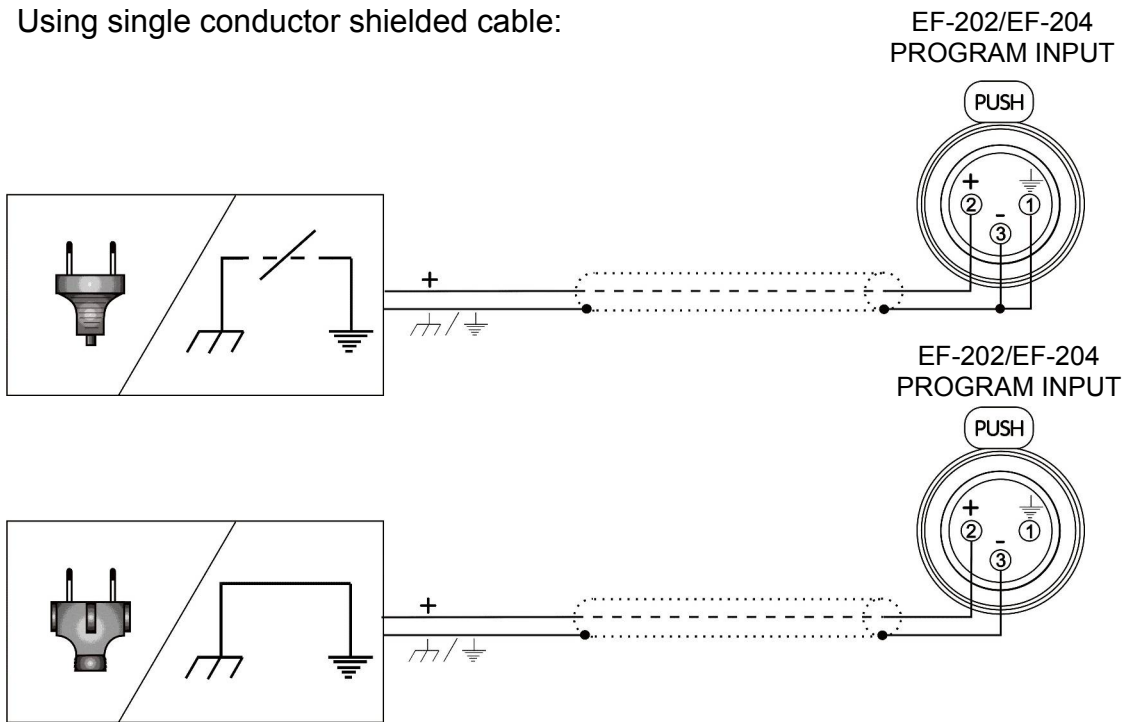 Using single conductor shielded cable:
EF-202/EF-204
PROGRAM INPUT
PUSH
+
2
1
-
3
+
/
EF-202/EF-204
PROGRAM INPUT
PUSH
+
2
1
-
3
+
/